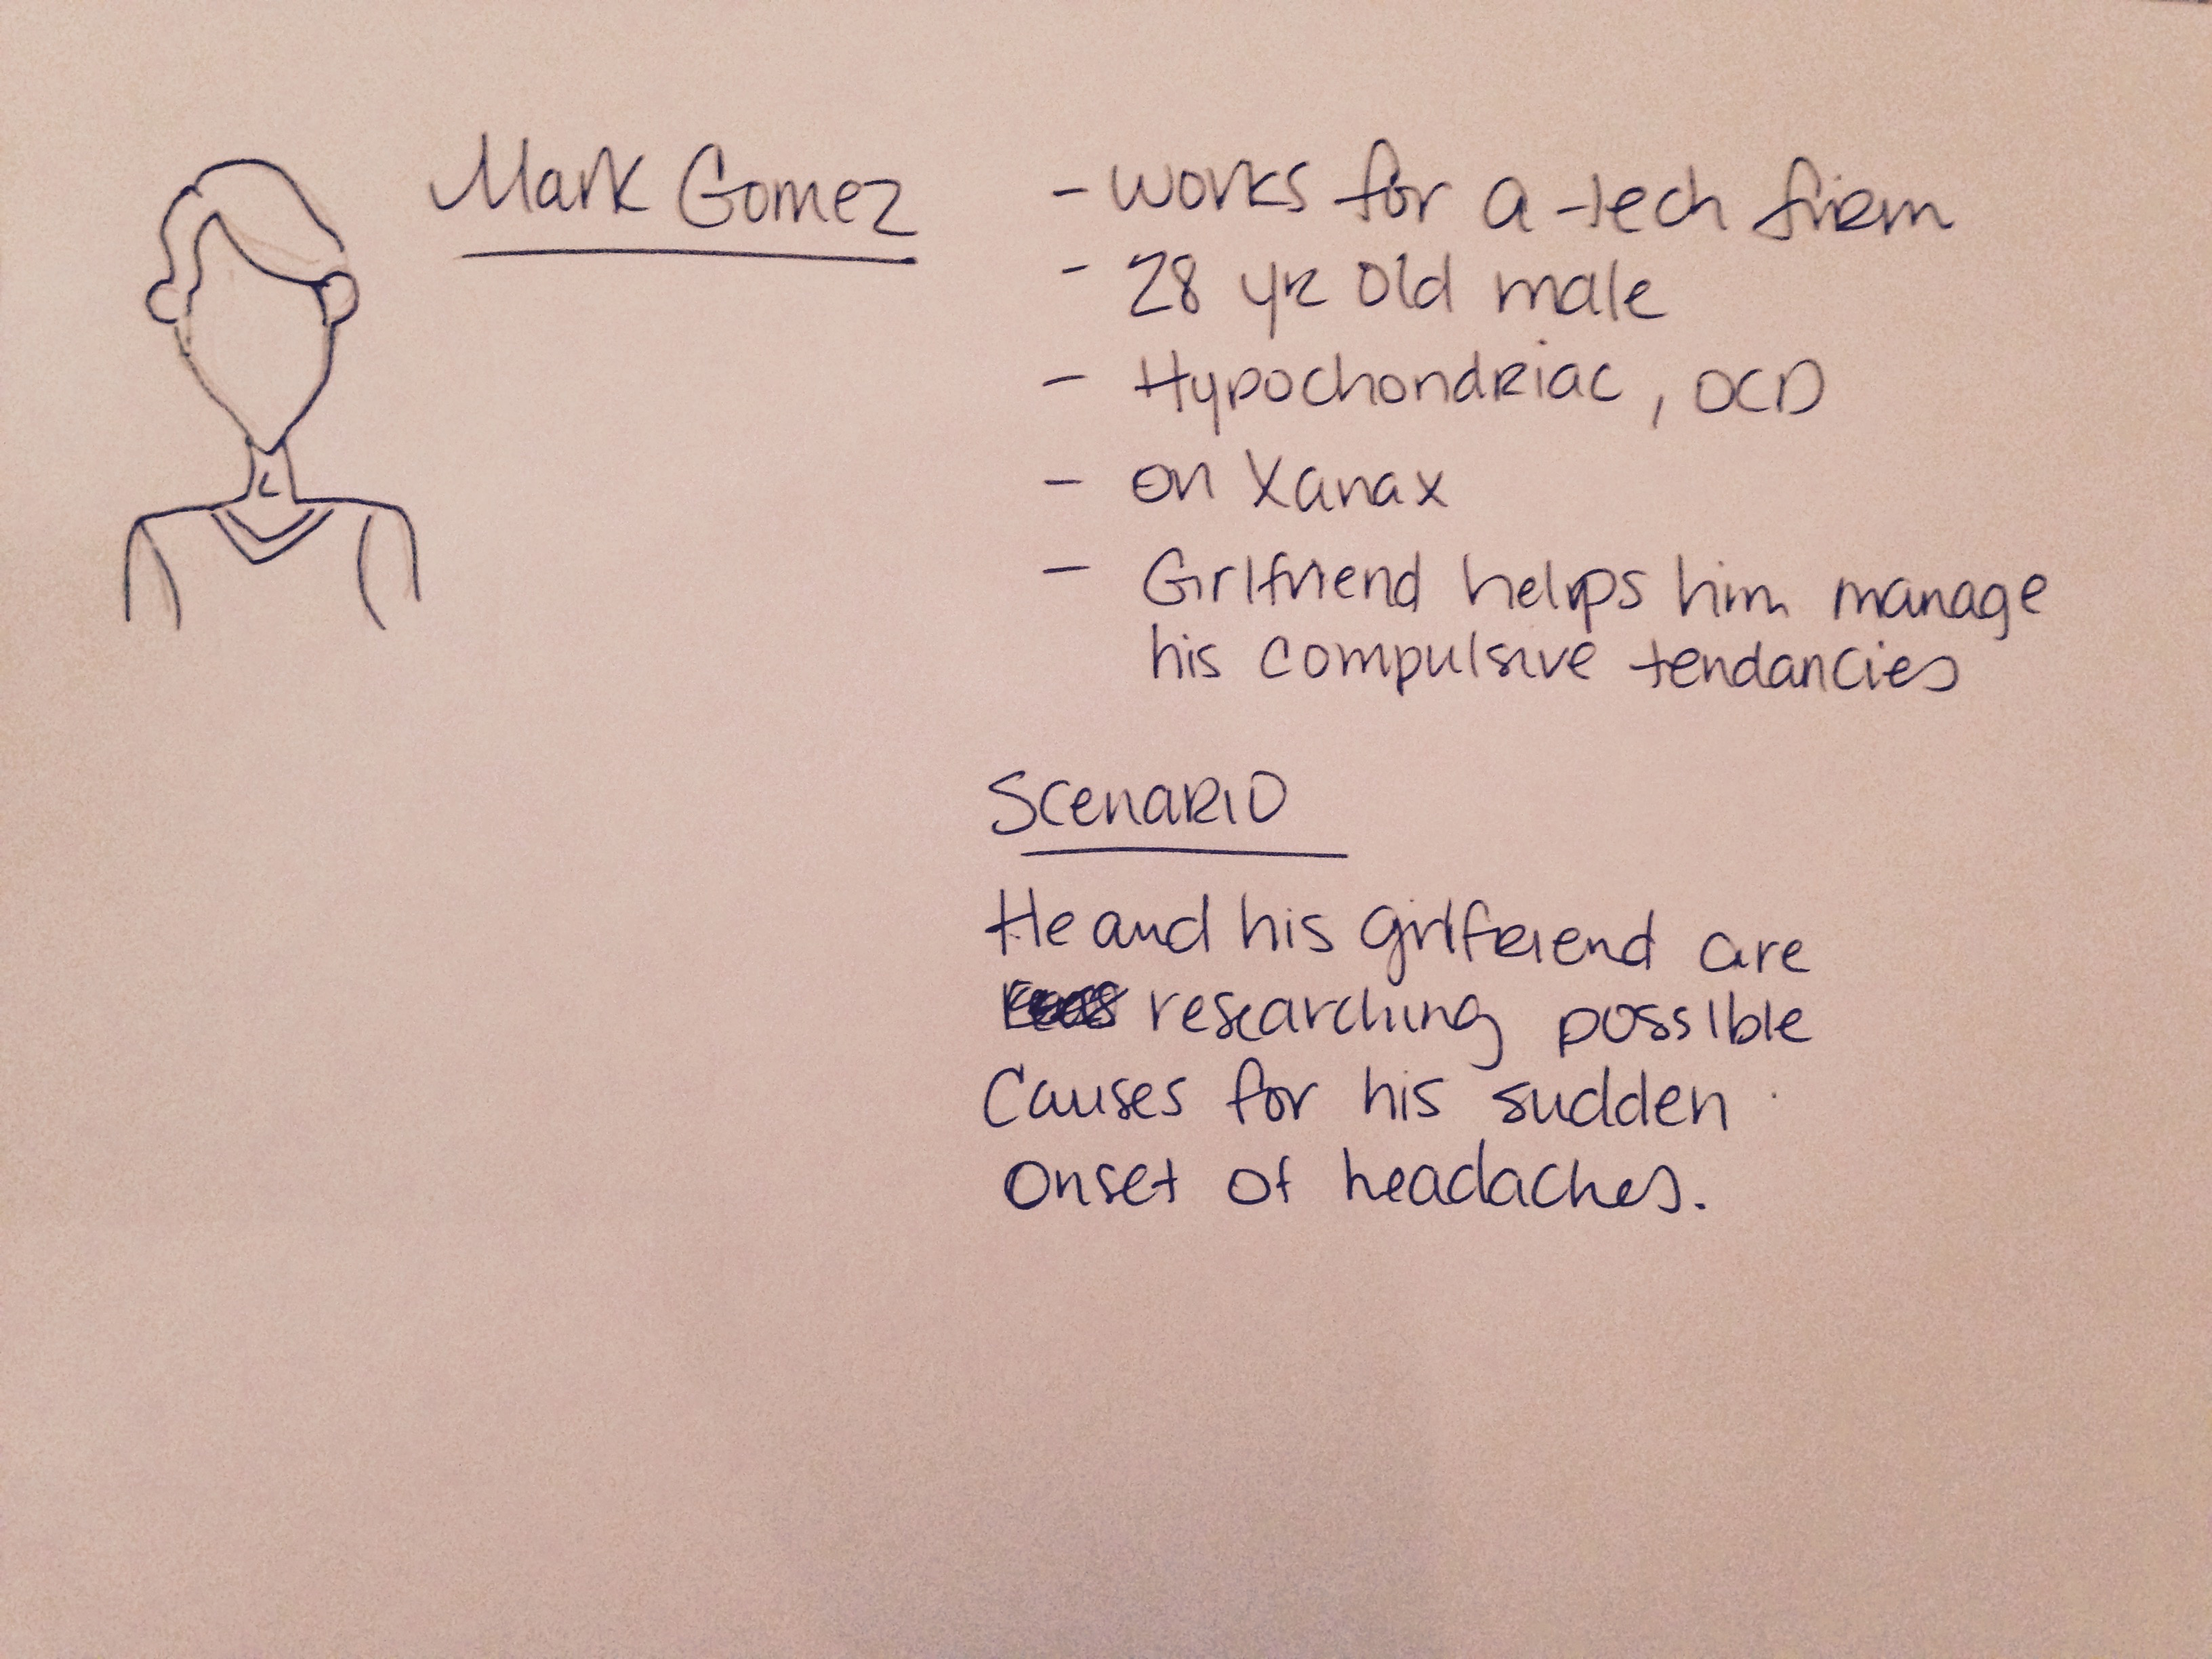 Mark Gomez
- works for a tech firm
- 28 yr old male
- Hypochondriac, OCD
- on Xanax
- Girlfriend helps him manage
his compulsive tendancies
Scenario
He and his girlfriend are
researching possible
Causes for his sudden
Onset of headaches.